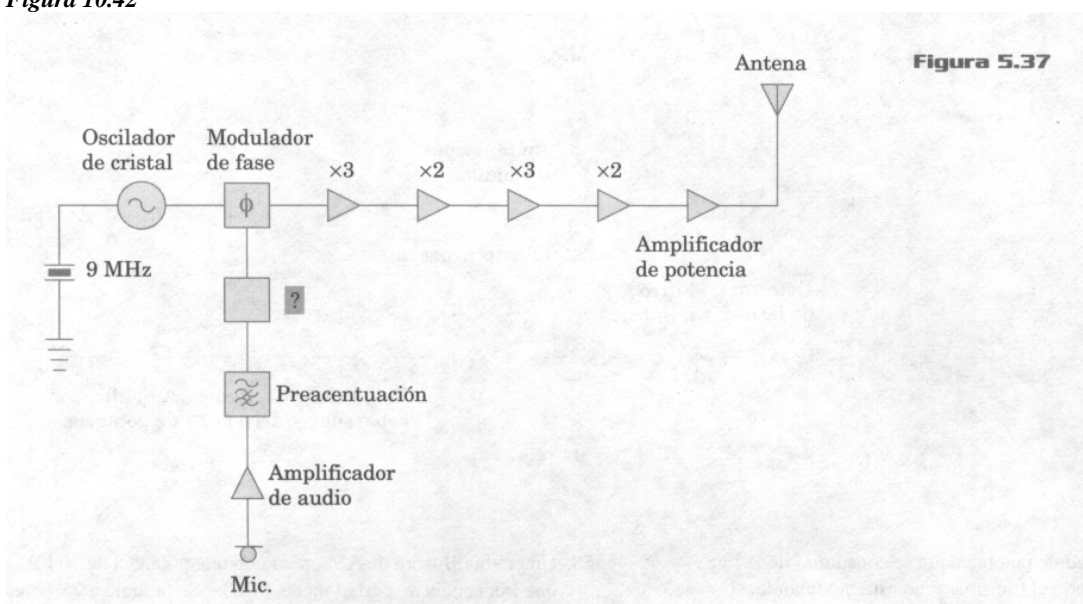 Figura 10.42
Figura 5.37
Antena
Oscilador
de cristal
Modulador
de fase
×3
×2
×3
×2
ϕ
Amplificador
de potencia
9 MHz
?
Preacentuación
Amplificador
de audio
Mic.